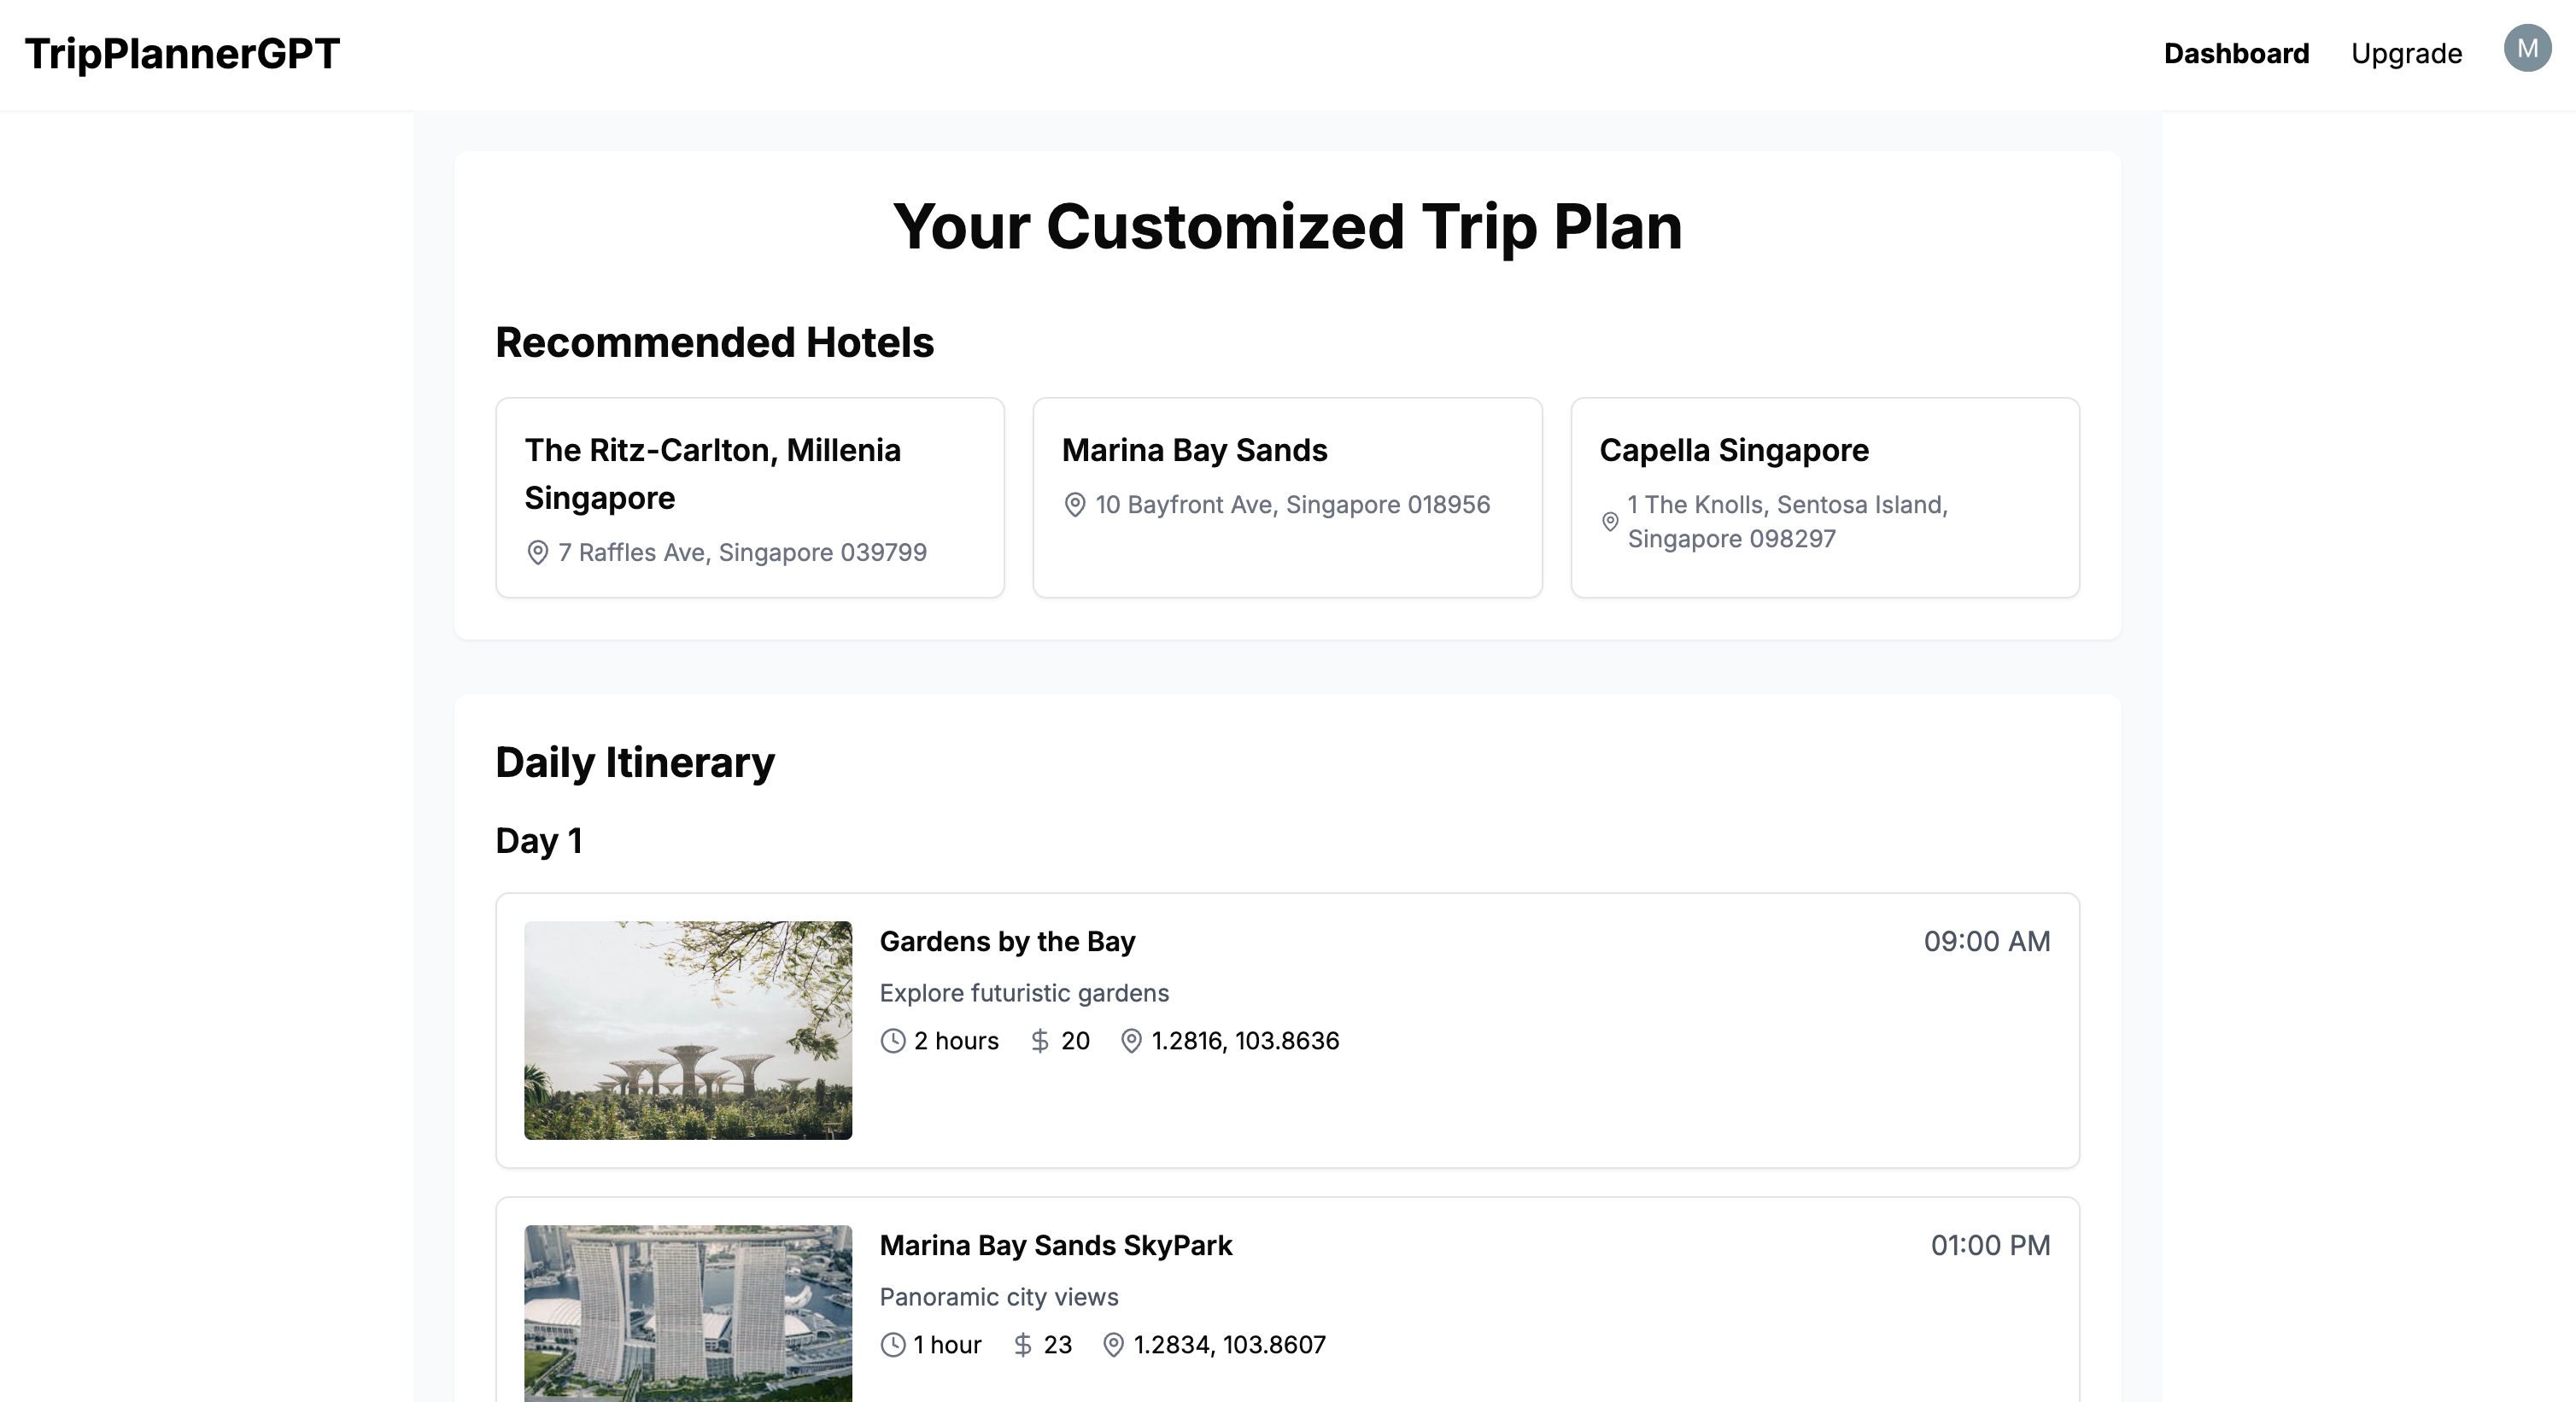 TripPlannerGPT
Dashboard
Upgrade
M
Your Customized Trip Plan
Recommended Hotels
The Ritz-Carlton, Millenia
Singapore
7 Raffles Ave, Singapore 039799
Marina Bay Sands
10 Bayfront Ave, Singapore 018956
Capella Singapore
1 The Knolls, Sentosa Island,
Singapore 098297
Daily Itinerary
Day 1
Gardens by the Bay
09:00 AM
Explore futuristic gardens
2 hours $ 20 1.2816, 103.8636
Marina Bay Sands SkyPark
01:00 PM
Panoramic city views
1 hour $ 23 1.2834, 103.8607